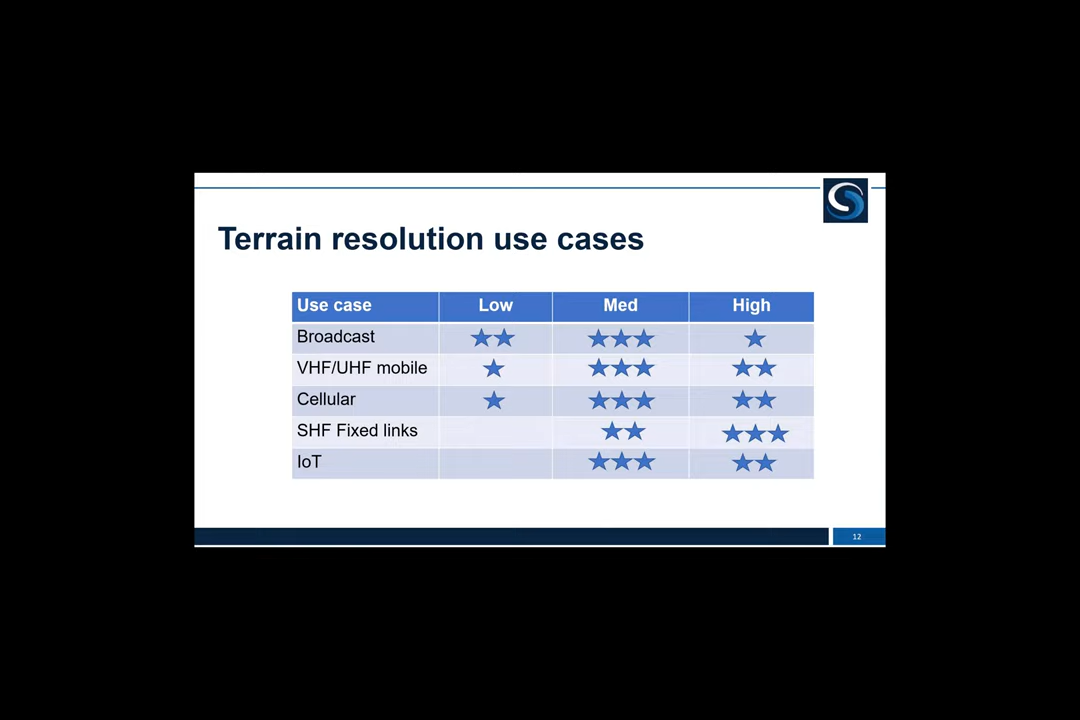 Terrain resolution use cases
Use case Low Med High
Broadcast ★★ ★★★ ★
VHF/UHF mobile ★ ★★★ ★★
Cellular ★ ★★★ ★★
SHF Fixed links ★★ ★★★
IoT ★★★ ★★
12